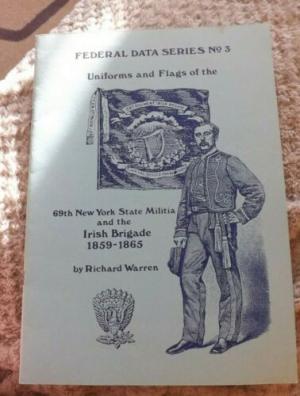 FEDERAL DATA SERIES Nº 3
Uniforms and Flags of the
69th New York State Militia
and the
Irish Brigade
1859-1865
by Richard Warren